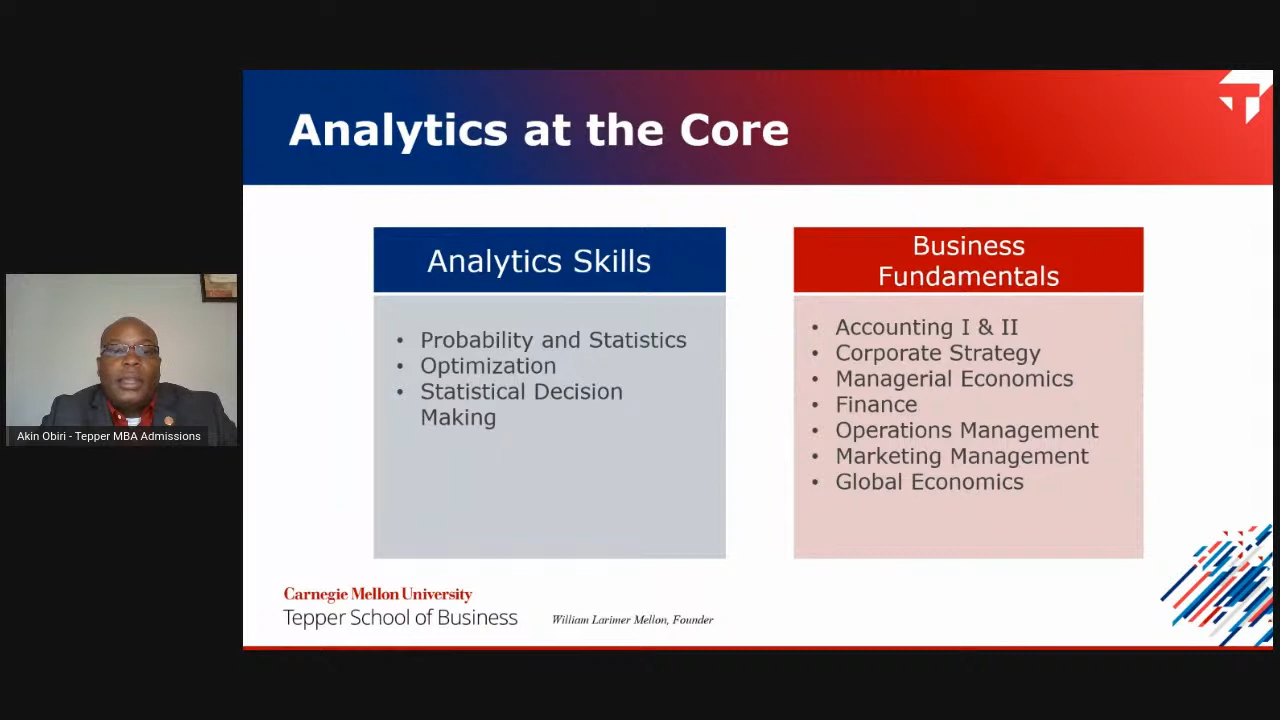 Analytics at the Core
Analytics Skills
• Probability and Statistics
• Optimization
• Statistical Decision
Making
Business
Fundamentals
• Accounting I & II
• Corporate Strategy
• Managerial Economics
• Finance
• Operations Management
• Marketing Management
• Global Economics
Akin Obiri - Tepper MBA Admissions
Carnegie Mellon University
Tepper School of Business
William Larimer Mellon, Founder